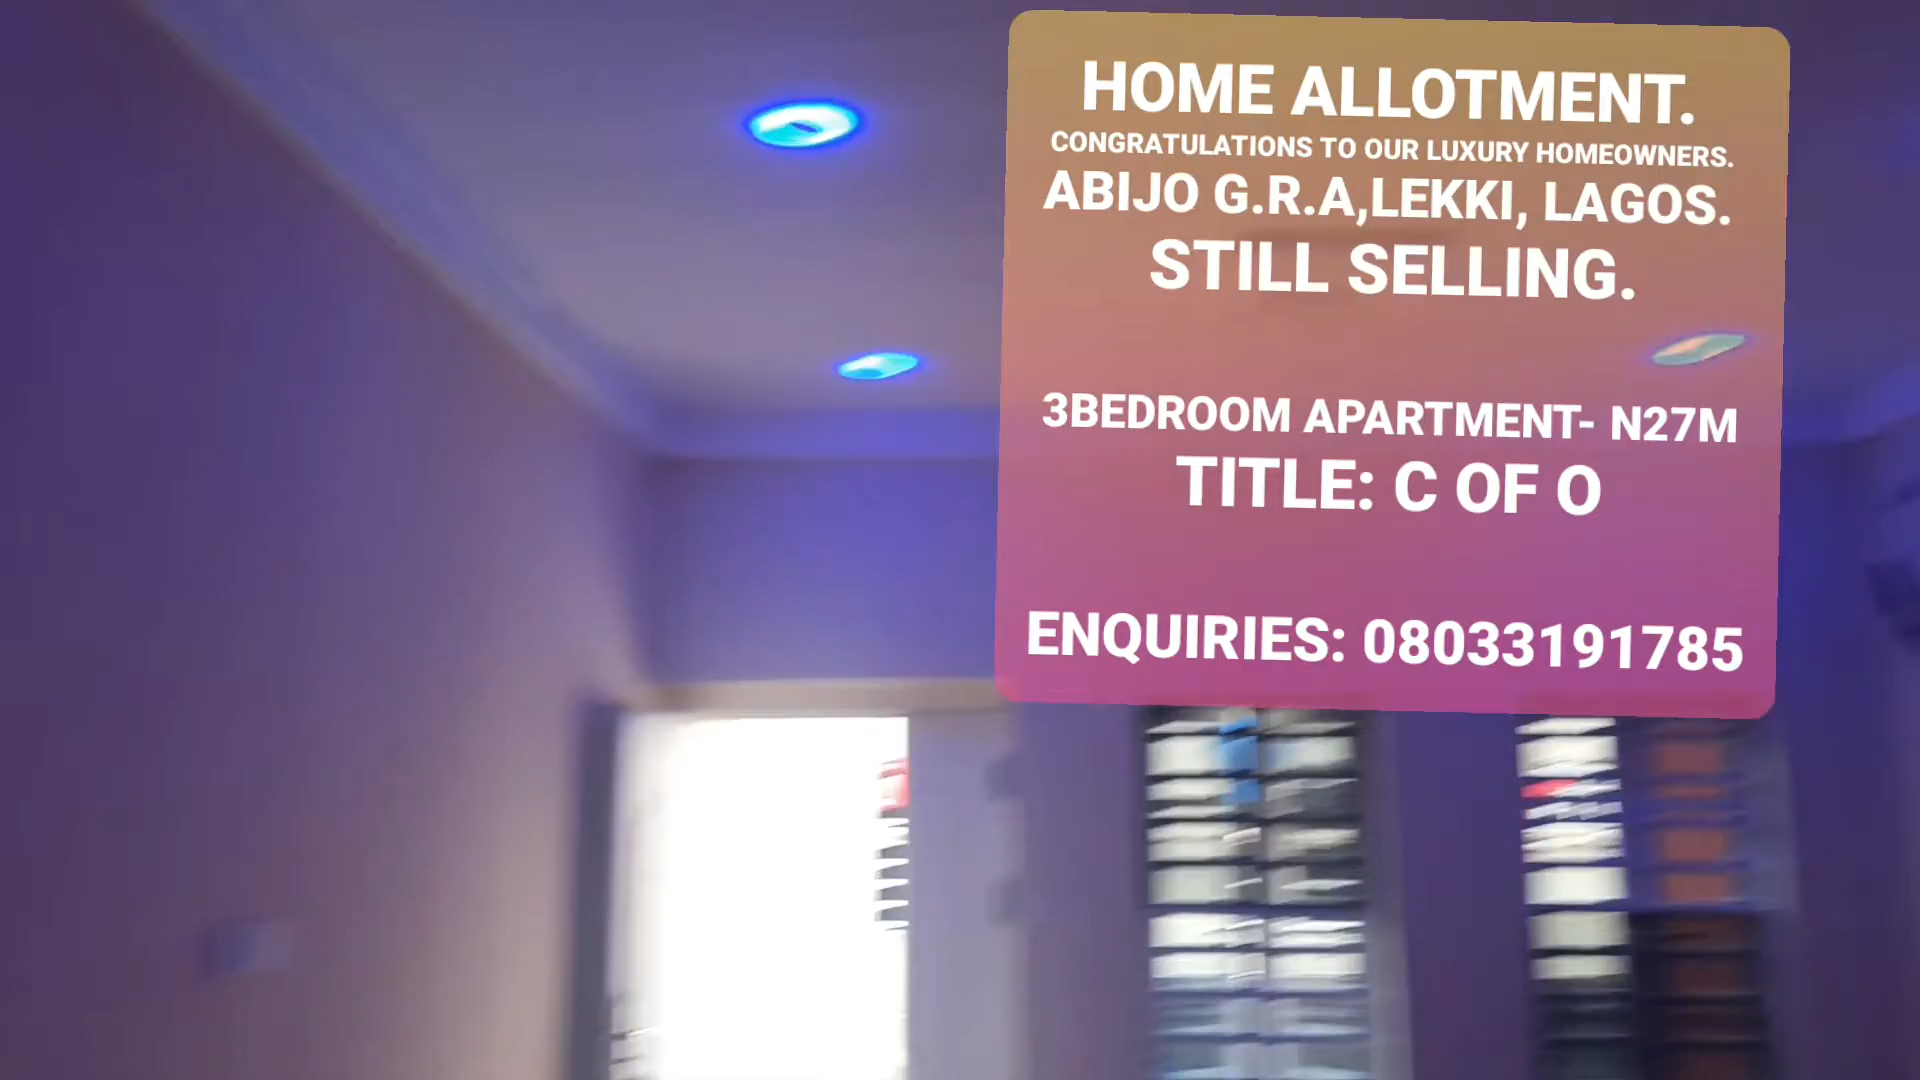 HOME ALLOTMENT.
CONGRATULATIONS TO OUR LUXURY HOMEOWNERS.
ABIJO G.R.A,LEKKI, LAGOS.
STILL SELLING.
3BEDROOM APARTMENT- N27M
TITLE: C OF O
ENQUIRIES: 08033191785